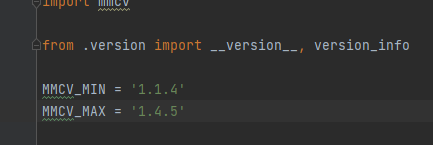 import mmcv
from .version import __version__, version_info
MMCV_MIN = '1.1.4'
MMCV_MAX = '1.4.5'